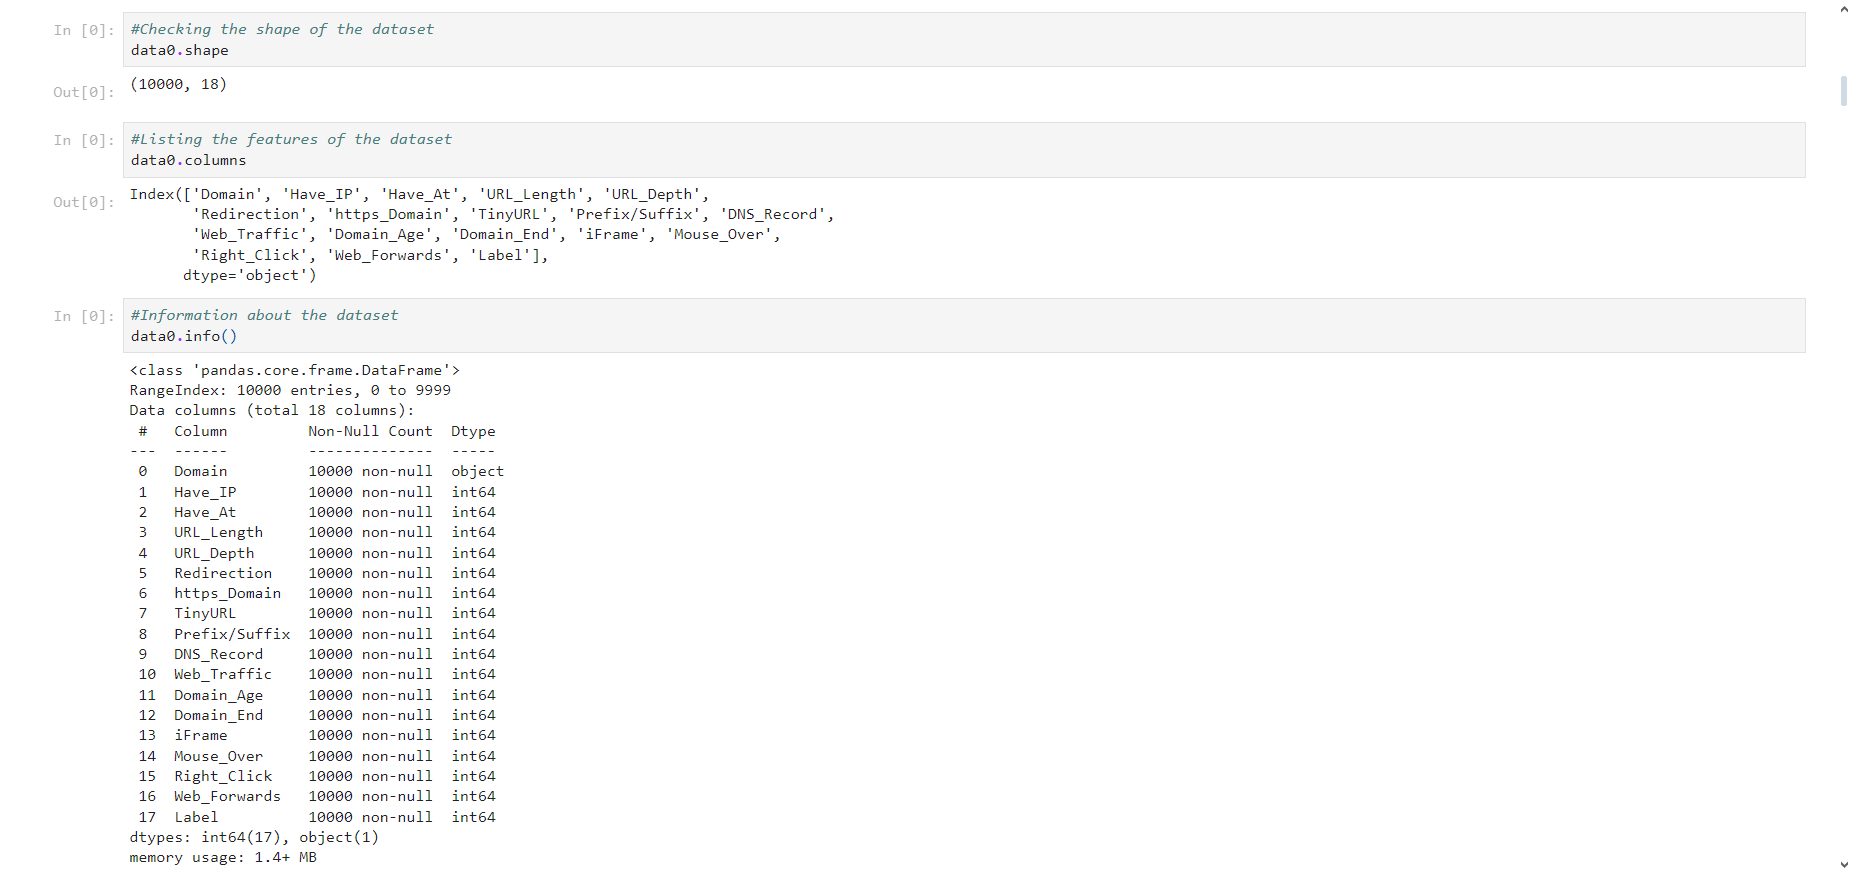 In [0]: #Checking the shape of the dataset
data0.shape
Out[0]: (10000, 18)
In [0]: #Listing the features of the dataset
data0.columns
Out[0]: Index(['Domain', 'Have_IP', 'Have_At', 'URL_Length', 'URL_Depth',
'Redirection', 'https_Domain', 'TinyURL', 'Prefix/Suffix', 'DNS_Record',
'Web_Traffic', 'Domain_Age', 'Domain_End', 'iFrame', 'Mouse_Over',
'Right_Click', 'Web_Forwards', 'Label'],
dtype='object')
In [0]: #Information about the dataset
data0.info()
<class 'pandas.core.frame.DataFrame'>
RangeIndex: 10000 entries, 0 to 9999
Data columns (total 18 columns):
# Column Non-Null Count Dtype
--- ------ -------------- -----
0 Domain 10000 non-null object
1 Have_IP 10000 non-null int64
2 Have_At 10000 non-null int64
3 URL_Length 10000 non-null int64
4 URL_Depth 10000 non-null int64
5 Redirection 10000 non-null int64
6 https_Domain 10000 non-null int64
7 TinyURL 10000 non-null int64
8 Prefix/Suffix 10000 non-null int64
9 DNS_Record 10000 non-null int64
10 Web_Traffic 10000 non-null int64
11 Domain_Age 10000 non-null int64
12 Domain_End 10000 non-null int64
13 iFrame 10000 non-null int64
14 Mouse_Over 10000 non-null int64
15 Right_Click 10000 non-null int64
16 Web_Forwards 10000 non-null int64
17 Label 10000 non-null int64
dtypes: int64(17), object(1)
memory usage: 1.4+ MB